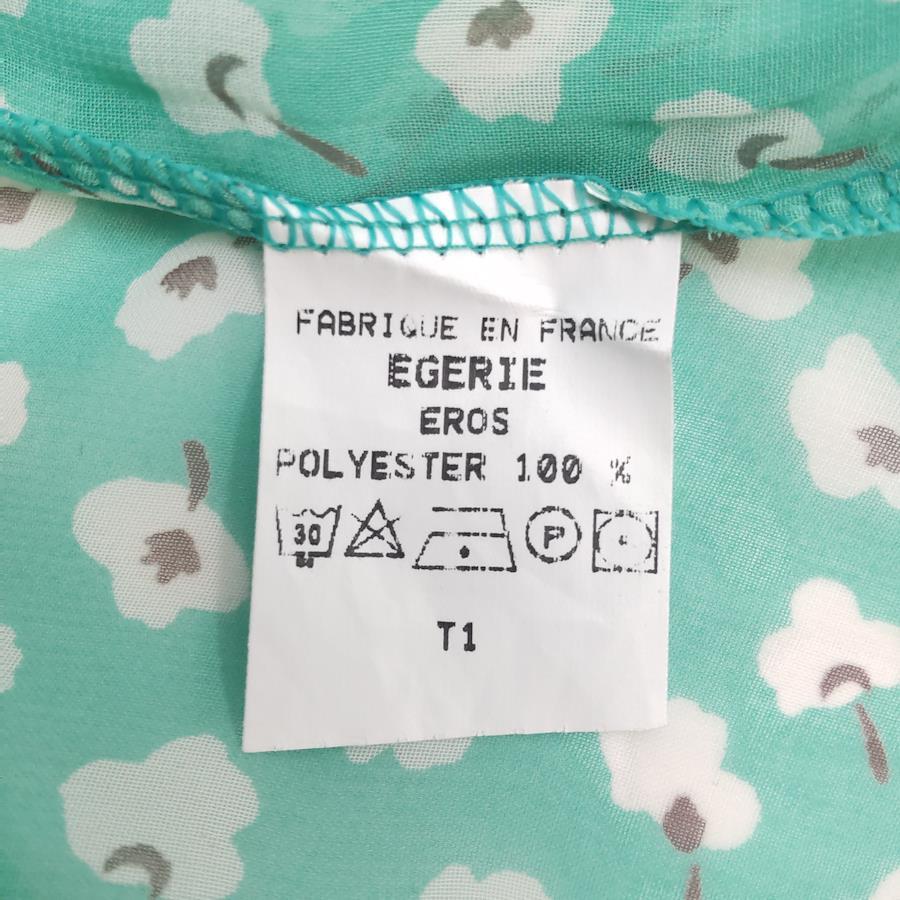 FABRIQUE EN FRANCE
EGERIE
EROS
POLYESTER 100 %
30 P
T1